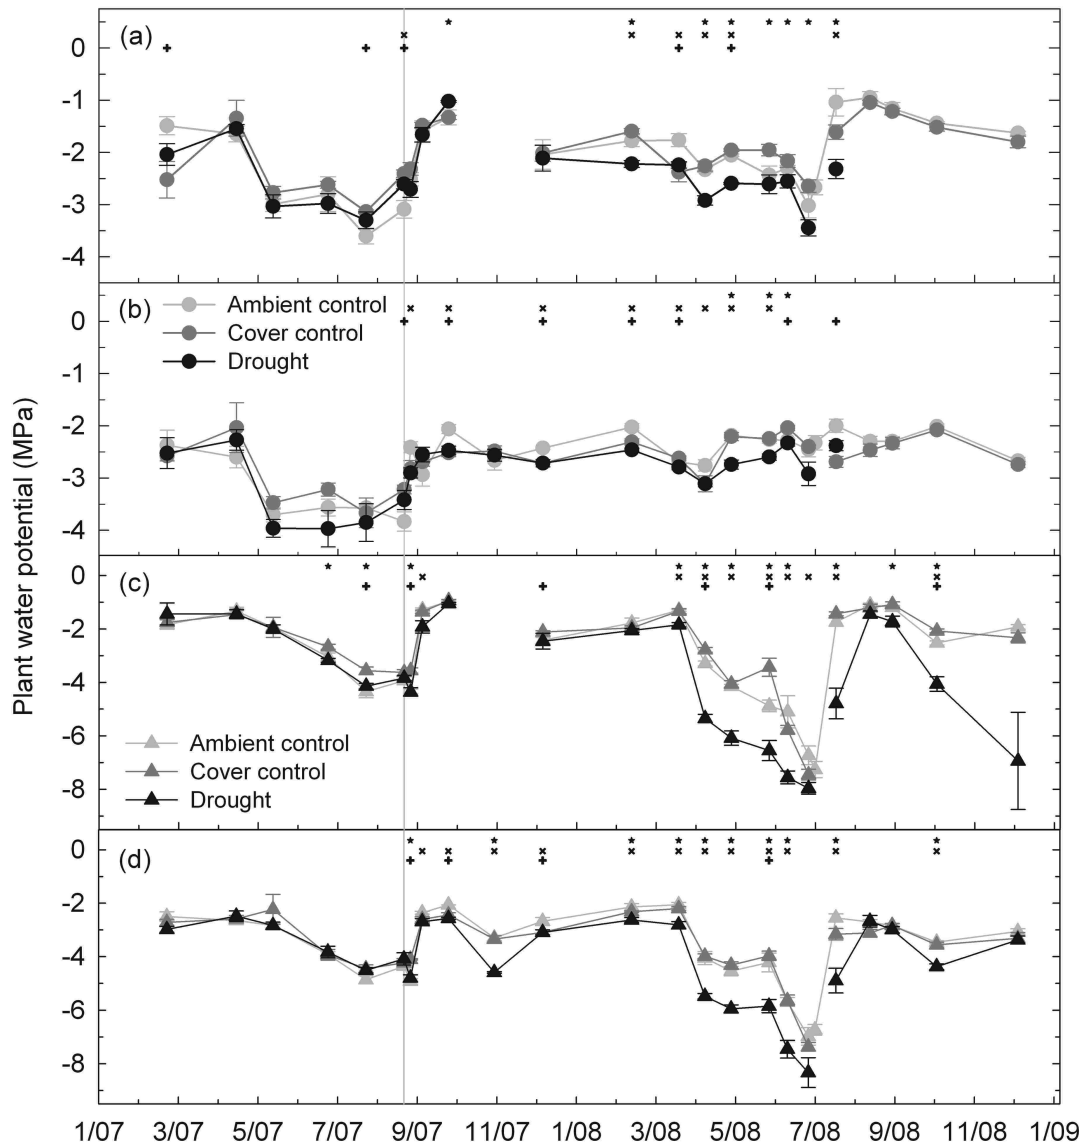 (a)
0
-1
-2
-3
-4
(b)
Ambient control
Cover control
Drought
0
-1
-2
-3
-4
Plant water potential (MPa)
(c)
0
-2
-4
-6
-8
Ambient control
Cover control
Drought
(d)
0
-2
-4
-6
-8
1/07 3/07 5/07 7/07 9/07 11/07 1/08 3/08 5/08 7/08 9/08 11/08 1/09